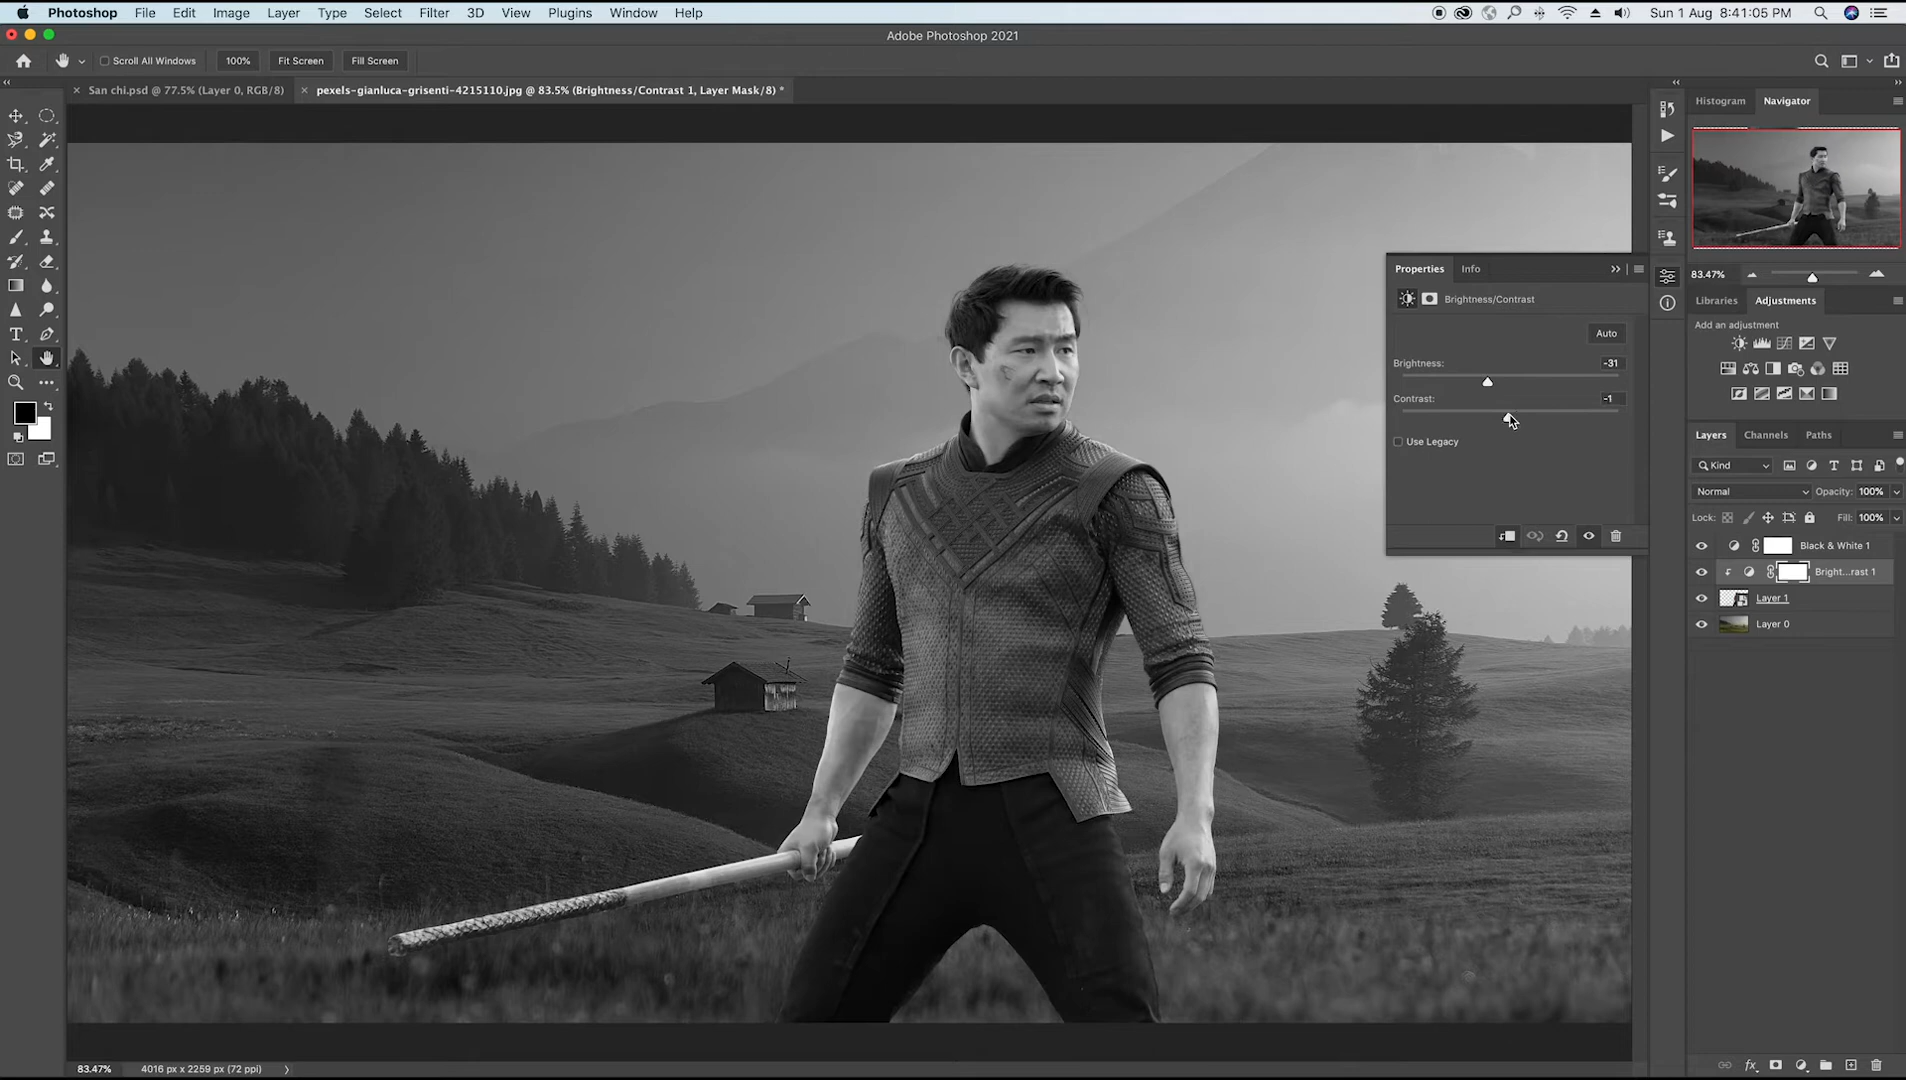 Photoshop File Edit Image Layer Type Select Filter 3D View Plugins Window Help Sun 1 Aug 8:41:05 PM
Adobe Photoshop 2021
Scroll All Windows 100% Fit Screen Fill Screen
San chi.psd @ 77.5% (Layer 0, RGB/8) pexels-gianluca-grisenti-4215110.jpg @ 83.5% (Brightness/Contrast 1, Layer Mask/8) *
Histogram Navigator
83.47%
Properties Info
Brightness/Contrast
Auto
Brightness: -31
Contrast: -1
Use Legacy
Libraries Adjustments
Add an adjustment
Layers Channels Paths
Kind
Normal Opacity: 100%
Lock: Fill: 100%
Black & White 1
Bright...rast 1
Layer 1
Layer 0
83.47% 4016 px x 2259 px (72 ppi)